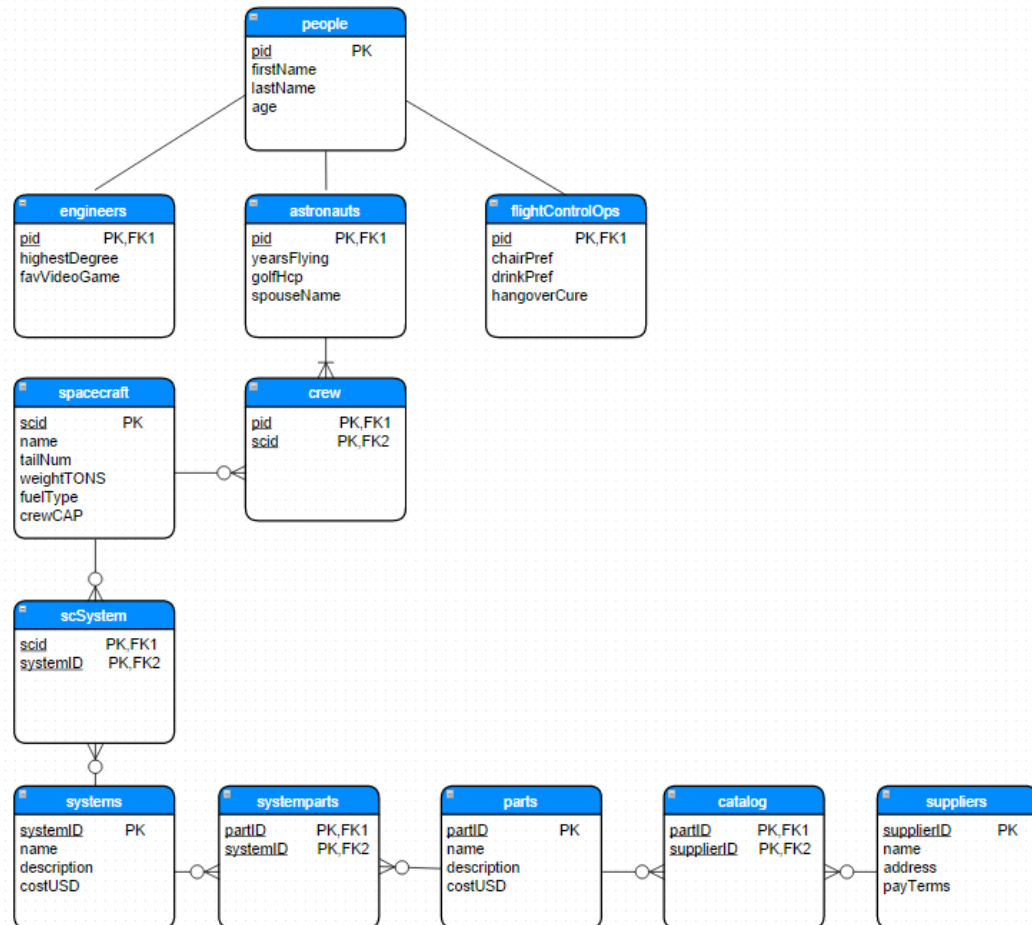 people
pid PK
firstName
lastName
age
engineers
pid PK,FK1
highestDegree
favVideoGame
astronauts
pid PK,FK1
yearsFlying
golfHcp
spouseName
flightControlOps
pid PK,FK1
chairPref
drinkPref
hangoverCure
spacecraft
scid PK
name
tailNum
weightTONS
fuelType
crewCAP
crew
pid PK,FK1
scid PK,FK2
scSystem
scid PK,FK1
systemID PK,FK2
systems
systemID PK
name
description
costUSD
systemparts
partID PK,FK1
systemID PK,FK2
parts
partID PK
name
description
costUSD
catalog
partID PK,FK1
supplierID PK,FK2
suppliers
supplierID PK
name
address
payTerms